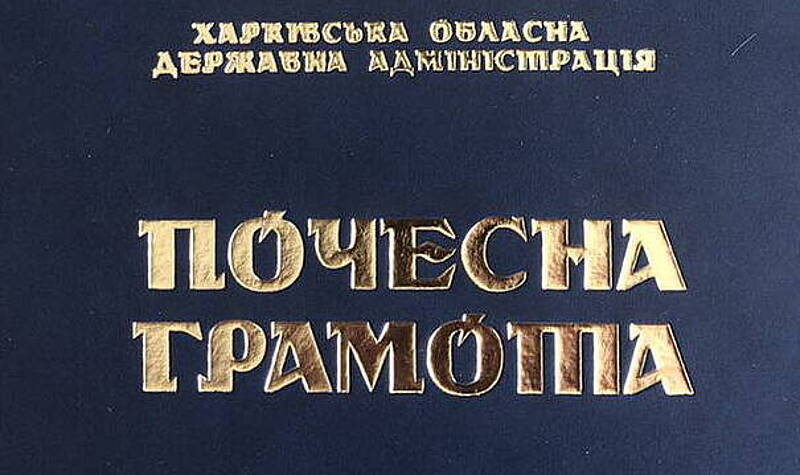 ХАРКІВСЬКА ОБЛАСНА
ДЕРЖАВНА АДМІНІСТРАЦІЯ
ПОЧЕСНА
ГРАМОТА